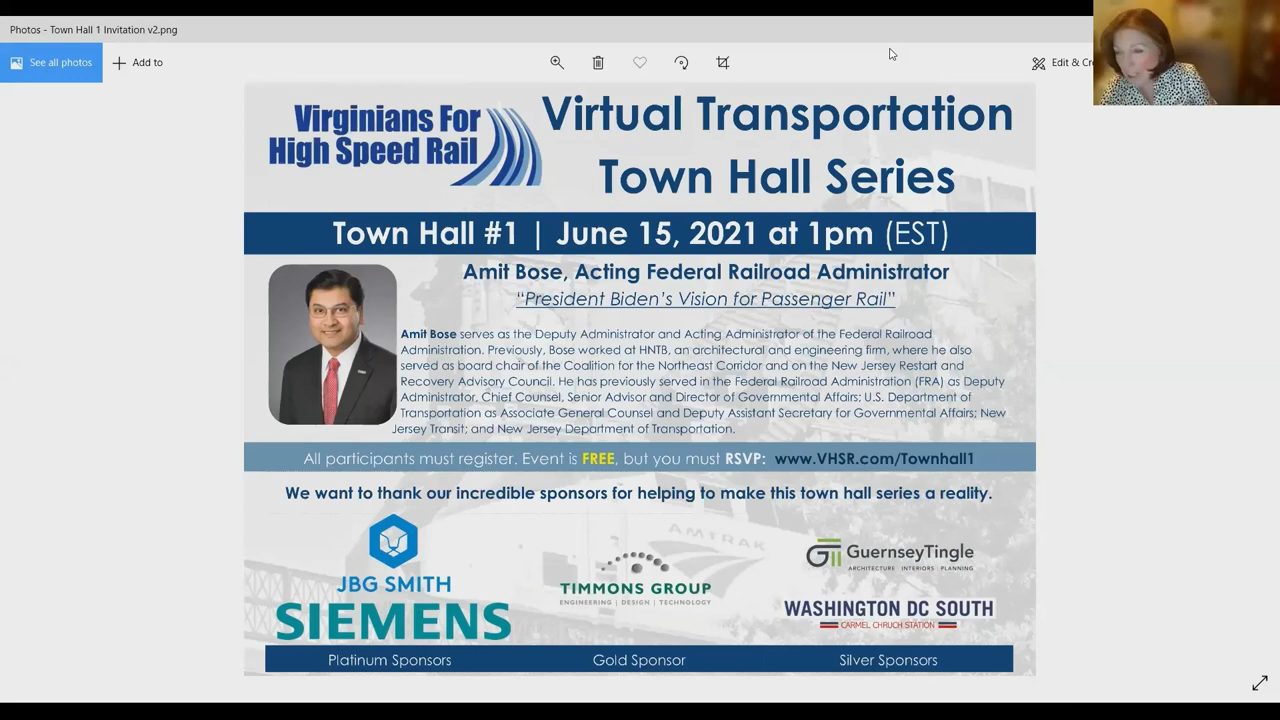 Photos - Town Hall 1 Invitation v2.png
See all photos
Add to
Edit & Cr
Virginians For
High Speed Rail
Virtual Transportation
Town Hall Series
Town Hall #1 | June 15, 2021 at 1pm (EST)
Amit Bose, Acting Federal Railroad Administrator
“President Biden’s Vision for Passenger Rail”
Amit Bose serves as the Deputy Administrator and Acting Administrator of the Federal Railroad
Administration. Previously, Bose worked at HNTB, an architectural and engineering firm, where he also
served as board chair of the Coalition for the Northeast Corridor and on the New Jersey Restart and
Recovery Advisory Council. He has previously served in the Federal Railroad Administration (FRA) as Deputy
Administrator, Chief Counsel, Senior Advisor and Director of Governmental Affairs; U.S. Department of
Transportation as Associate General Counsel and Deputy Assistant Secretary for Governmental Affairs; New
Jersey Transit; and New Jersey Department of Transportation.
All participants must register. Event is FREE, but you must RSVP: www.VHSR.com/Townhall1
We want to thank our incredible sponsors for helping to make this town hall series a reality.
AMTRAK
JBG SMITH
SIEMENS
Platinum Sponsors
TIMMONS GROUP
ENGINEERING | DESIGN | TECHNOLOGY
Gold Sponsor
GuernseyTingle
ARCHITECTURE INTERIORS PLANNING
WASHINGTON DC SOUTH
CARMEL CHRUCH STATION
Silver Sponsors